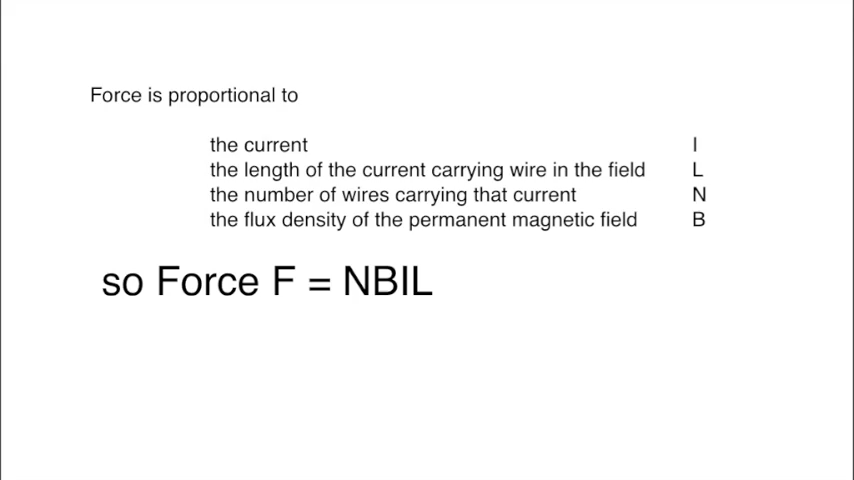 Force is proportional to
the current I
the length of the current carrying wire in the field L
the number of wires carrying that current N
the flux density of the permanent magnetic field B
so Force F = NBIL